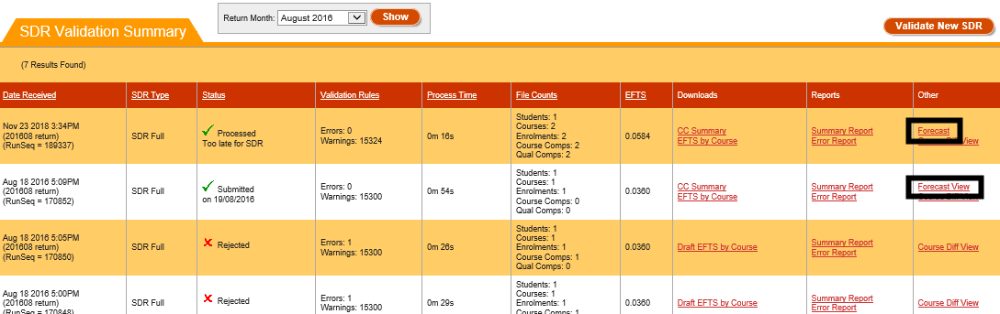 Return Month: August 2016 Show
SDR Validation Summary
Validate New SDR
(7 Results Found)
Date Received SDR Type Status Validation Rules Process Time File Counts EFTS Downloads Reports Other
Nov 23 2018 3:34PM
(201608 return)
(RunSeq = 189337)
SDR Full
Processed
Too late for SDR
Errors: 0
Warnings: 15324
0m 16s
Students: 1
Courses: 2
Enrolments: 2
Course Comps: 2
Qual Comps: 2
0.0584
CC Summary
EFTS by Course
Summary Report
Error Report
Forecast
Course Diff View
Aug 18 2016 5:09PM
(201608 return)
(RunSeq = 170852)
SDR Full
Submitted
on 19/08/2016
Errors: 0
Warnings: 15300
0m 54s
Students: 1
Courses: 1
Enrolments: 1
Course Comps: 0
Qual Comps: 0
0.0360
CC Summary
EFTS by Course
Summary Report
Error Report
Forecast View
Course Diff View
Aug 18 2016 5:05PM
(201608 return)
(RunSeq = 170850)
SDR Full
Rejected
Errors: 1
Warnings: 15300
0m 26s
Students: 1
Courses: 1
Enrolments: 1
Course Comps: 1
Qual Comps: 0
0.0360
Draft EFTS by Course
Summary Report
Error Report
Course Diff View
Aug 18 2016 5:00PM
(201608 return)
(RunSeq = 170848)
SDR Full
Rejected
Errors: 1
Warnings: 15300
0m 29s
Students: 1
Courses: 1
Enrolments: 1
Course Comps: 1
0.0360
Draft EFTS by Course
Summary Report
Error Report
Course Diff View